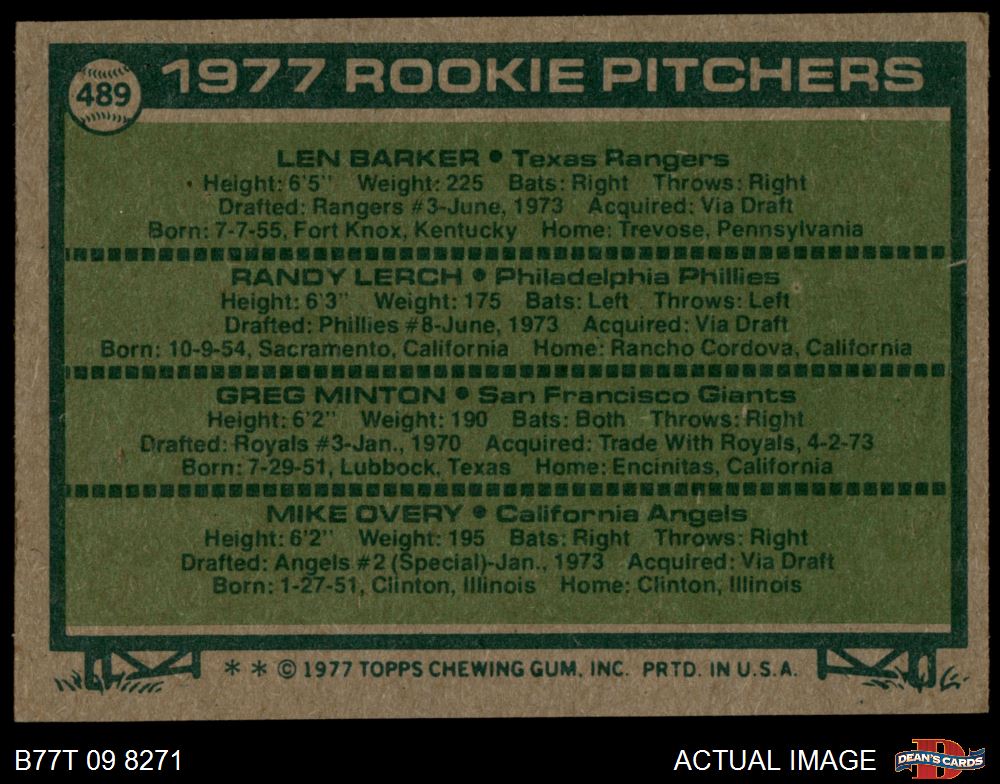 489
1977 ROOKIE PITCHERS
LEN BARKER • Texas Rangers
Height: 6'5" Weight: 225 Bats: Right Throws: Right
Drafted: Rangers #3-June, 1973 Acquired: Via Draft
Born: 7-7-55, Fort Knox, Kentucky Home: Trevose, Pennsylvania
RANDY LERCH • Philadelphia Phillies
Height: 6'3" Weight: 175 Bats: Left Throws: Left
Drafted: Phillies #8-June, 1973 Acquired: Via Draft
Born: 10-9-54, Sacramento, California Home: Rancho Cordova, California
GREG MINTON • San Francisco Giants
Height: 6'2" Weight: 190 Bats: Both Throws: Right
Drafted: Royals #3-Jan., 1970 Acquired: Trade With Royals, 4-2-73
Born: 7-29-51, Lubbock, Texas Home: Encinitas, California
MIKE OVERY • California Angels
Height: 6'2" Weight: 195 Bats: Right Throws: Right
Drafted: Angels #2 (Special)-Jan., 1973 Acquired: Via Draft
Born: 1-27-51, Clinton, Illinois Home: Clinton, Illinois
* * © 1977 TOPPS CHEWING GUM, INC. PRTD. IN U.S.A.
B77T 09 8271 ACTUAL IMAGE
D
DEAN'S CARDS